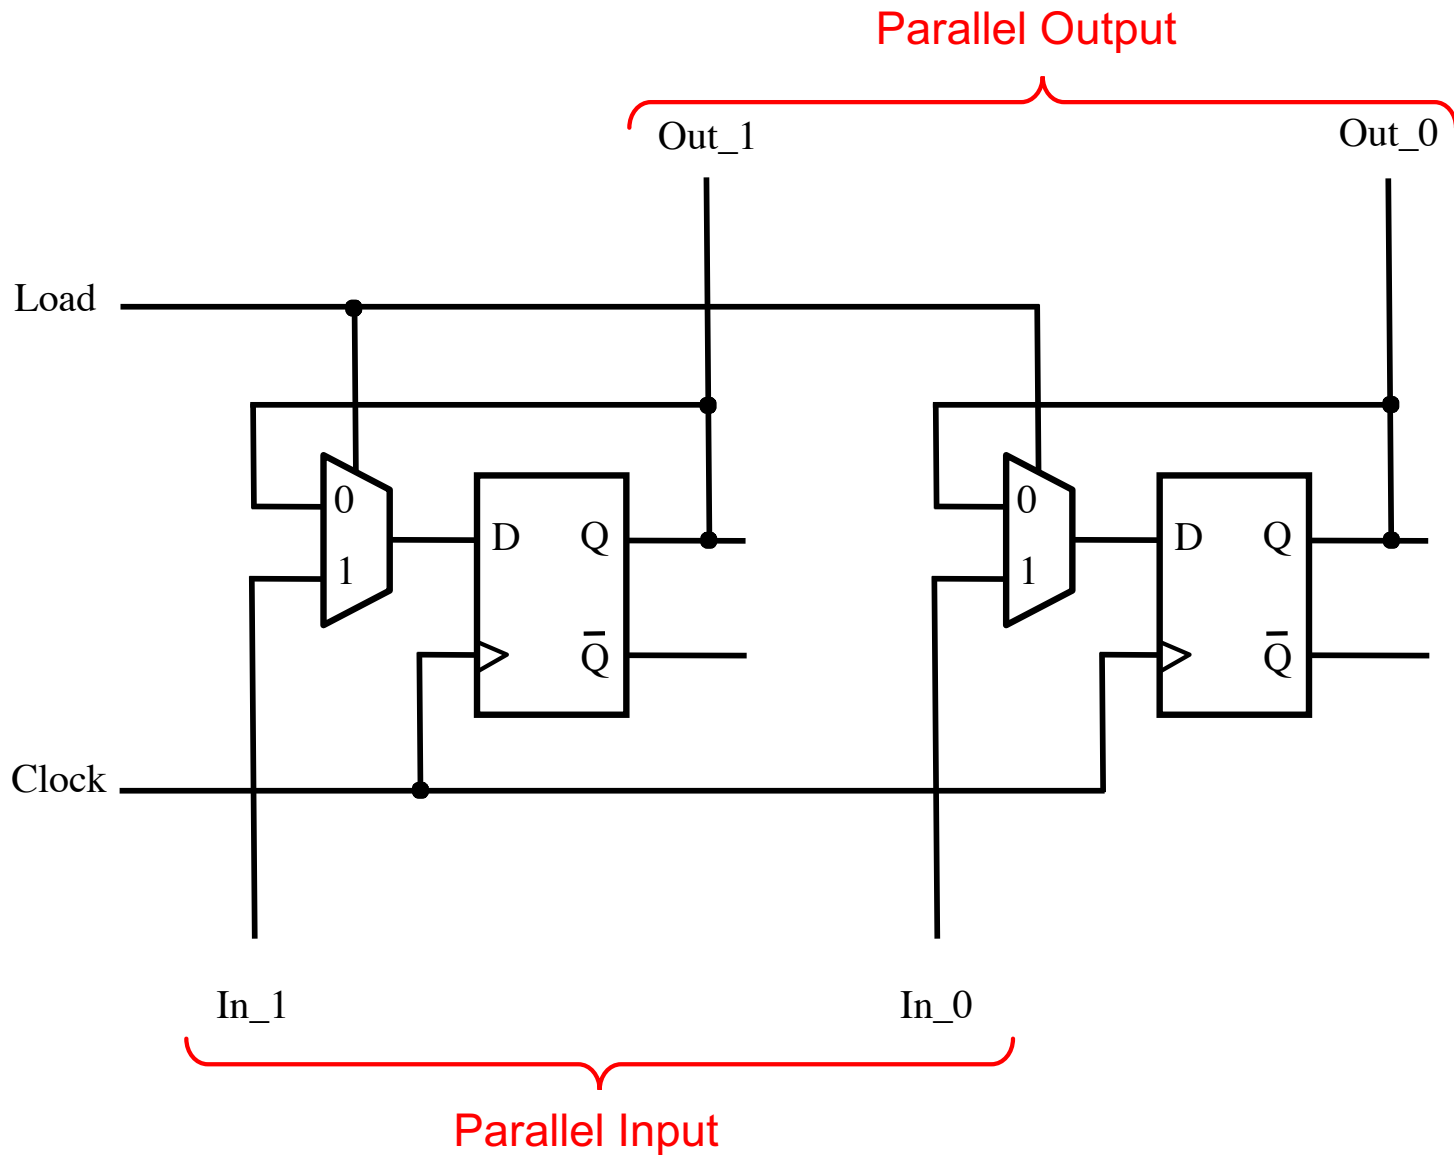 Parallel Output
Out_1
Out_0
Load
0
D
Q
0
D
Q
1
1
Q̅
Q̅
Clock
In_1
In_0
Parallel Input